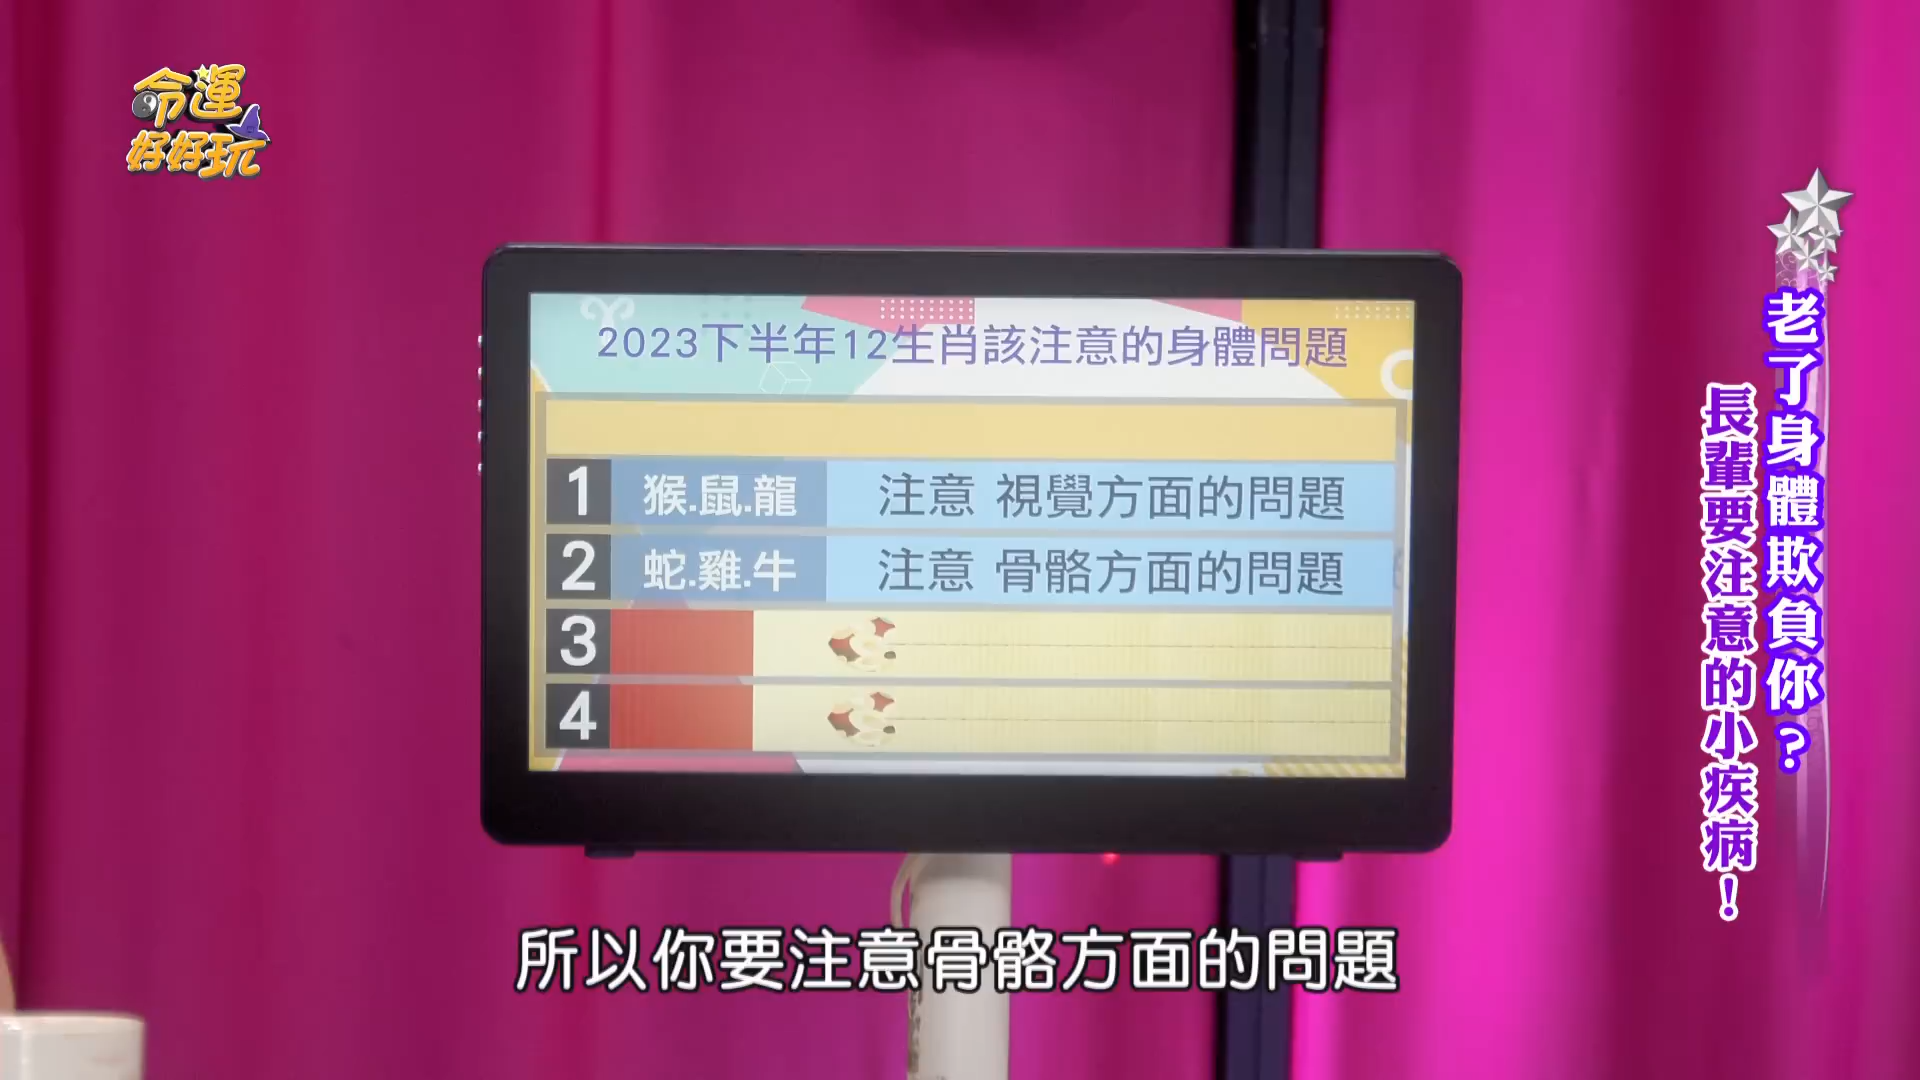 命運
好好玩
2023下半年12生肖該注意的身體問題
1 猴.鼠.龍 注意 視覺方面的問題
2 蛇.雞.牛 注意 骨骼方面的問題
3
4
老了身體欺負你？
長輩要注意的小疾病！
所以你要注意骨骼方面的問題